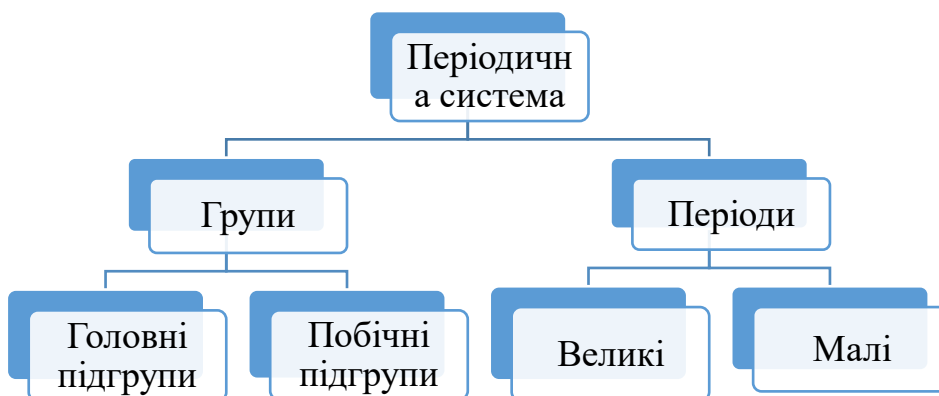 Періодичн
а система
Групи
Періоди
Головні
підгрупи
Побічні
підгрупи
Великі
Малі